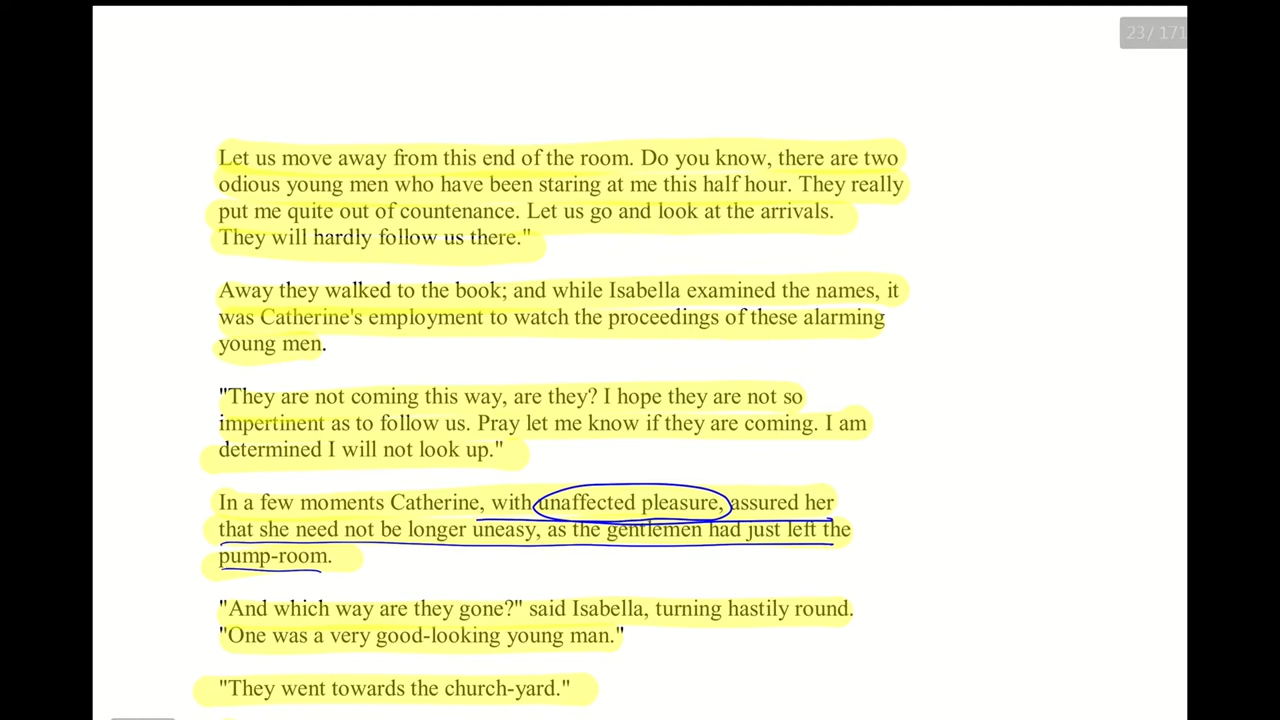 23 / 171
Let us move away from this end of the room. Do you know, there are two
odious young men who have been staring at me this half hour. They really
put me quite out of countenance. Let us go and look at the arrivals.
They will hardly follow us there."
Away they walked to the book; and while Isabella examined the names, it
was Catherine's employment to watch the proceedings of these alarming
young men.
"They are not coming this way, are they? I hope they are not so
impertinent as to follow us. Pray let me know if they are coming. I am
determined I will not look up."
In a few moments Catherine, with unaffected pleasure, assured her
that she need not be longer uneasy, as the gentlemen had just left the
pump-room.
"And which way are they gone?" said Isabella, turning hastily round.
"One was a very good-looking young man."
"They went towards the church-yard."